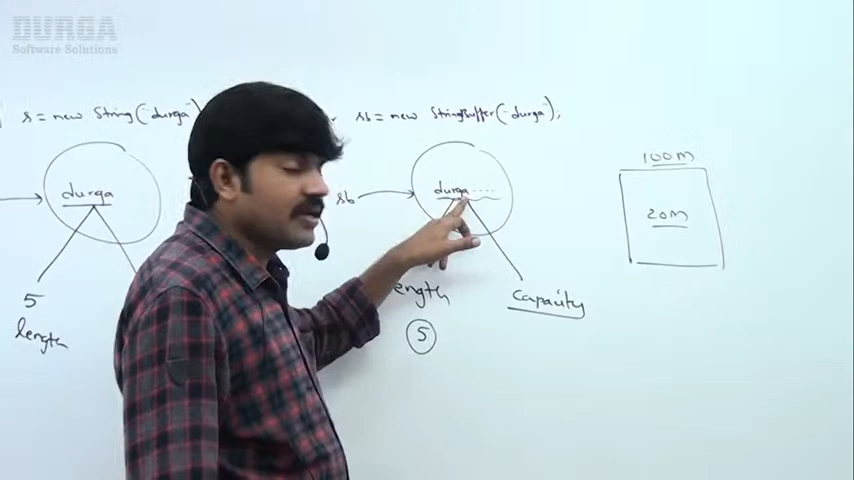 DURGA
Software Solutions
s = new String("durga")
sb = new StringBuffer("durga");
100M
durga
sb
durga....
20M
5
length
length
capacity
5